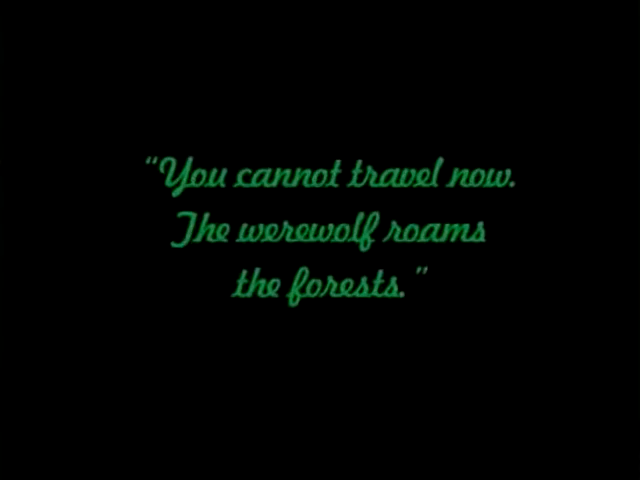 "You cannot travel now.
The werewolf roams
the forests."